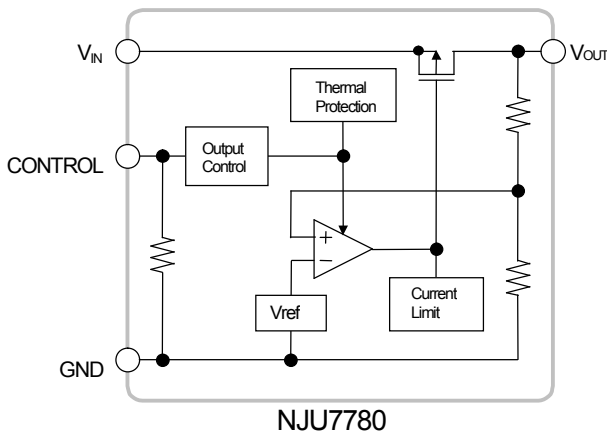 VIN
VOUT
Thermal
Protection
CONTROL
Output
Control
+
−
Vref
Current
Limit
GND
NJU7780